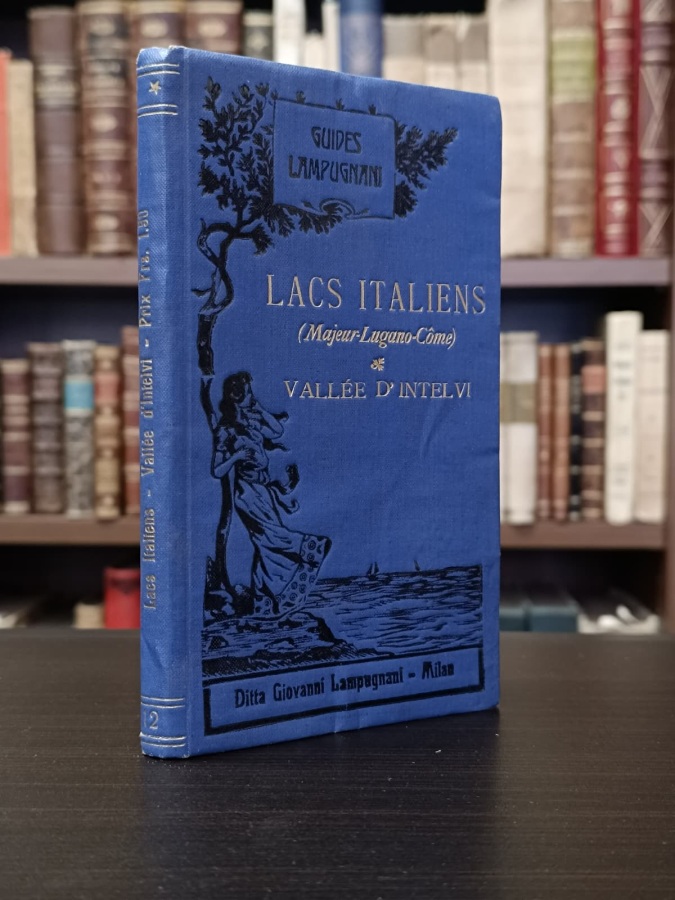 GUIDES
LAMPUGNANI
LACS ITALIENS
(Majeur-Lugano-Côme)
VALLÉE D'INTELVI
Ditta Giovanni Lampugnani - Milan
Lacs Italiens - Vallée d'Intelvi - Prix Frs. 1.50
12